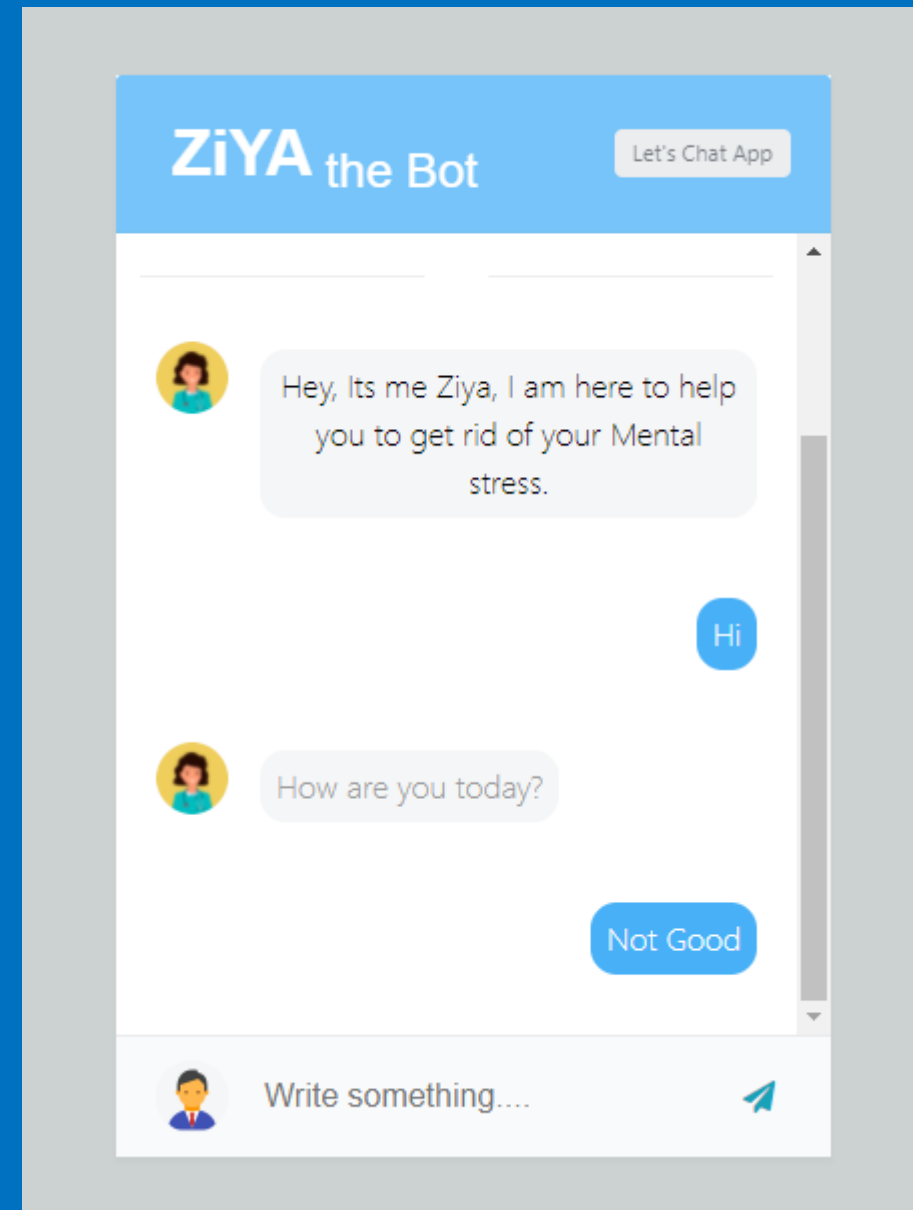 ZiYA the Bot
Let's Chat App
Hey, Its me Ziya, I am here to help
you to get rid of your Mental
stress.
Hi
How are you today?
Not Good
Write something....